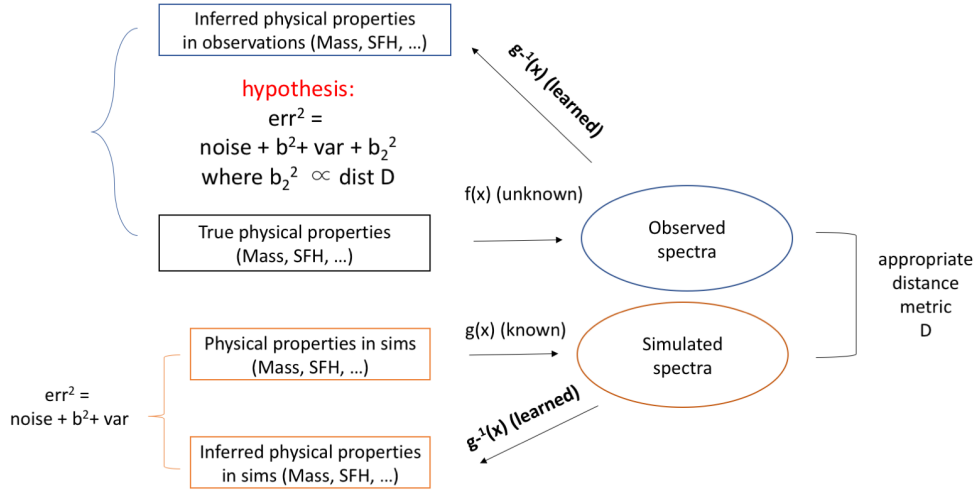 Inferred physical properties
in observations (Mass, SFH, ...)
g-¹(x) (learned)
hypothesis:
err² =
noise + b²+ var + b₂²
where b₂² ∝ dist D
f(x) (unknown)
True physical properties
(Mass, SFH, ...)
Observed
spectra
appropriate
distance
metric
D
g(x) (known)
Physical properties in sims
(Mass, SFH, ...)
Simulated
spectra
err² =
noise + b²+ var
g-¹(x) (learned)
Inferred physical properties
in sims (Mass, SFH, ...)